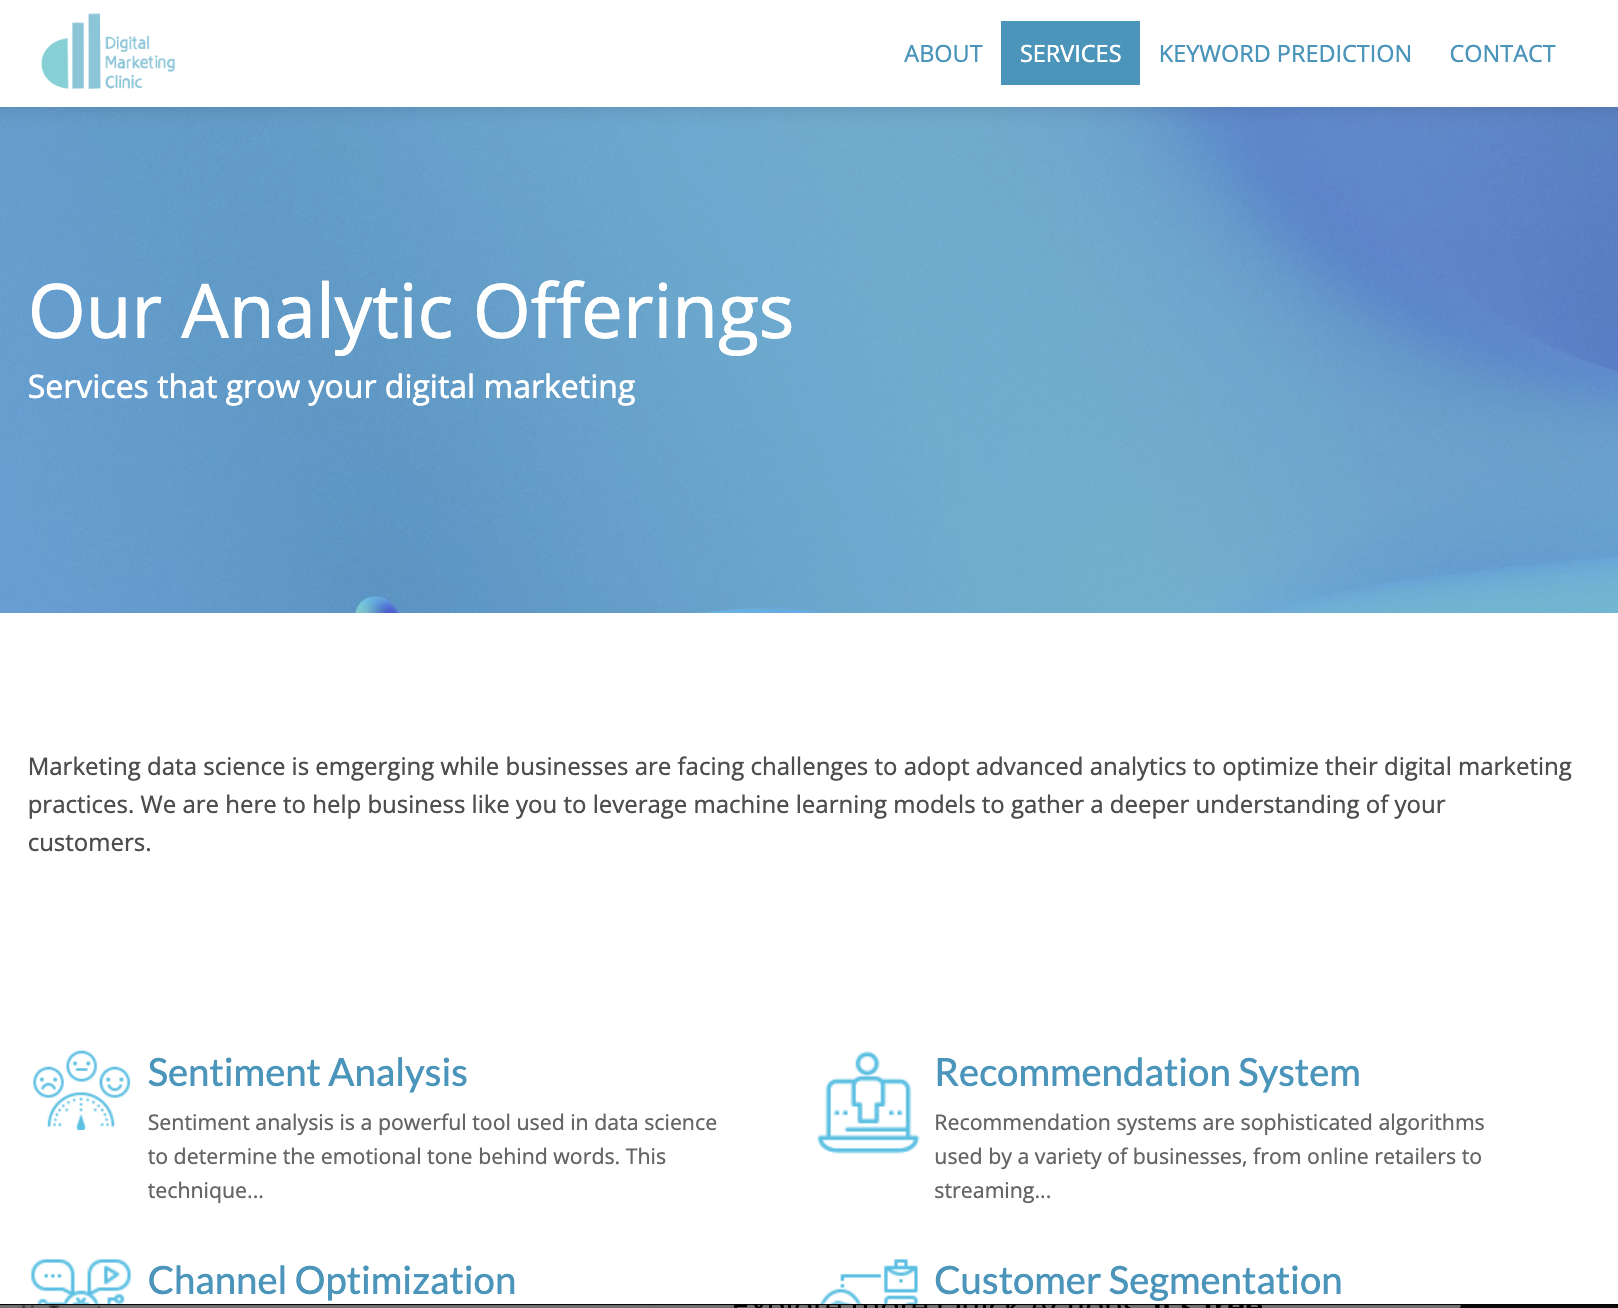 Digital
Marketing
Clinic
ABOUT SERVICES KEYWORD PREDICTION CONTACT
Our Analytic Offerings
Services that grow your digital marketing
Marketing data science is emgerging while businesses are facing challenges to adopt advanced analytics to optimize their digital marketing
practices. We are here to help business like you to leverage machine learning models to gather a deeper understanding of your
customers.
Sentiment Analysis
Sentiment analysis is a powerful tool used in data science
to determine the emotional tone behind words. This
technique...
Recommendation System
Recommendation systems are sophisticated algorithms
used by a variety of businesses, from online retailers to
streaming...
Channel Optimization
Customer Segmentation